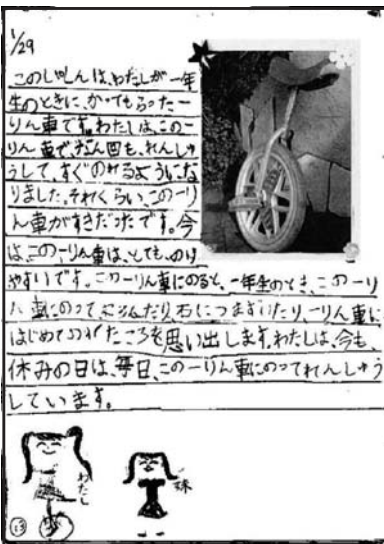 1/29
このしゃしんは、わたしが一年
生のときに、かってもらった一
りん車です。わたしは、この一
りん車で、なん回も、れんしゅ
うして、すぐのれるようにな
りました。それくらい、この一り
ん車がすきだったです。今
は、この一りん車は、とても、のり
やすいです。この一りん車にのると、一年生のとき、この一り
ん車にのって、ころんだり、石につまずいたり、一りん車に
はじめてのれたころを思い出します。わたしは、今も、
休みの日は、毎日、この一りん車にのってれんしゅう
しています。
わたし
妹
13